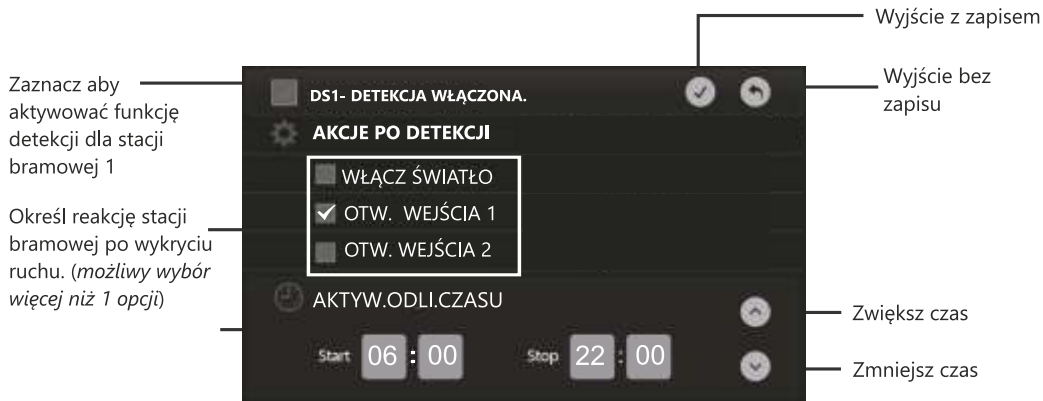 Wyjście z zapisem
Wyjście bez
zapisu
Zaznacz aby
aktywować funkcję
detekcji dla stacji
bramowej 1
Określ reakcję stacji
bramowej po wykryciu
ruchu. (możliwy wybór
więcej niż 1 opcji)
DS1- DETEKCJA WŁĄCZONA.
AKCJE PO DETEKCJI
WŁĄCZ ŚWIATŁO
OTW. WEJŚCIA 1
OTW. WEJŚCIA 2
AKTYW.ODLI.CZASU
Start 06 : 00 Stop 22 : 00
Zwiększ czas
Zmniejsz czas